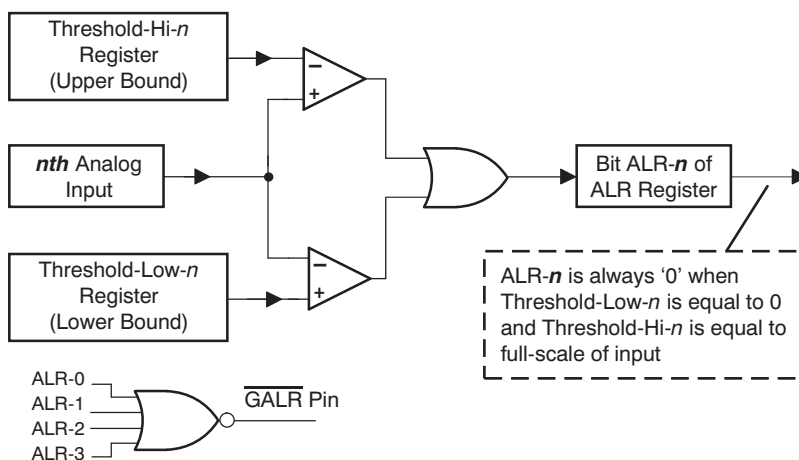 Threshold-Hi-n
Register
(Upper Bound)
−
+
nth Analog
Input
Bit ALR-n of
ALR Register
Threshold-Low-n
Register
(Lower Bound)
−
+
ALR-n is always ‘0’ when
Threshold-Low-n is equal to 0
and Threshold-Hi-n is equal to
full-scale of input
ALR-0
ALR-1
ALR-2
ALR-3
G̅A̅L̅R̅ Pin